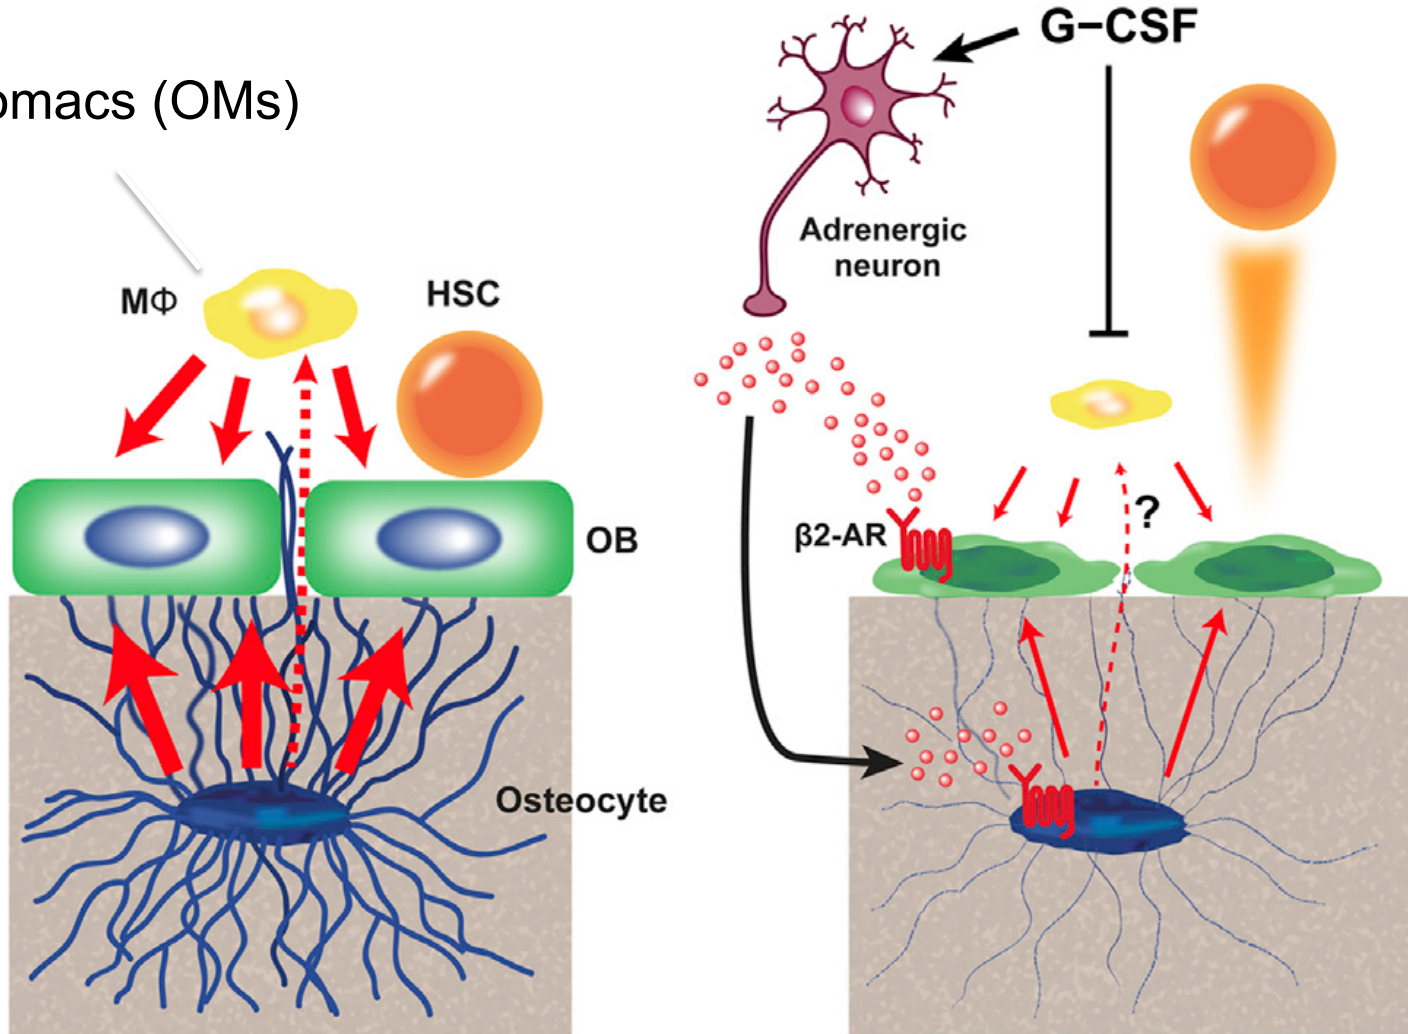 G−CSF
omacs (OMs)
Adrenergic
neuron
MΦ
HSC
OB
β2-AR
?
Osteocyte